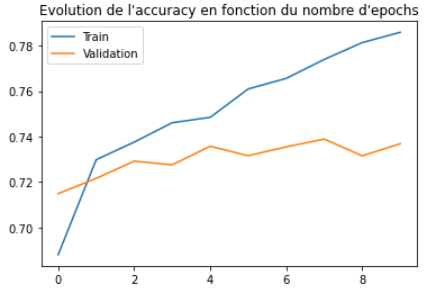 Evolution de l'accuracy en fonction du nombre d'epochs
Train
Validation
0.78
0.76
0.74
0.72
0.70
0 2 4 6 8